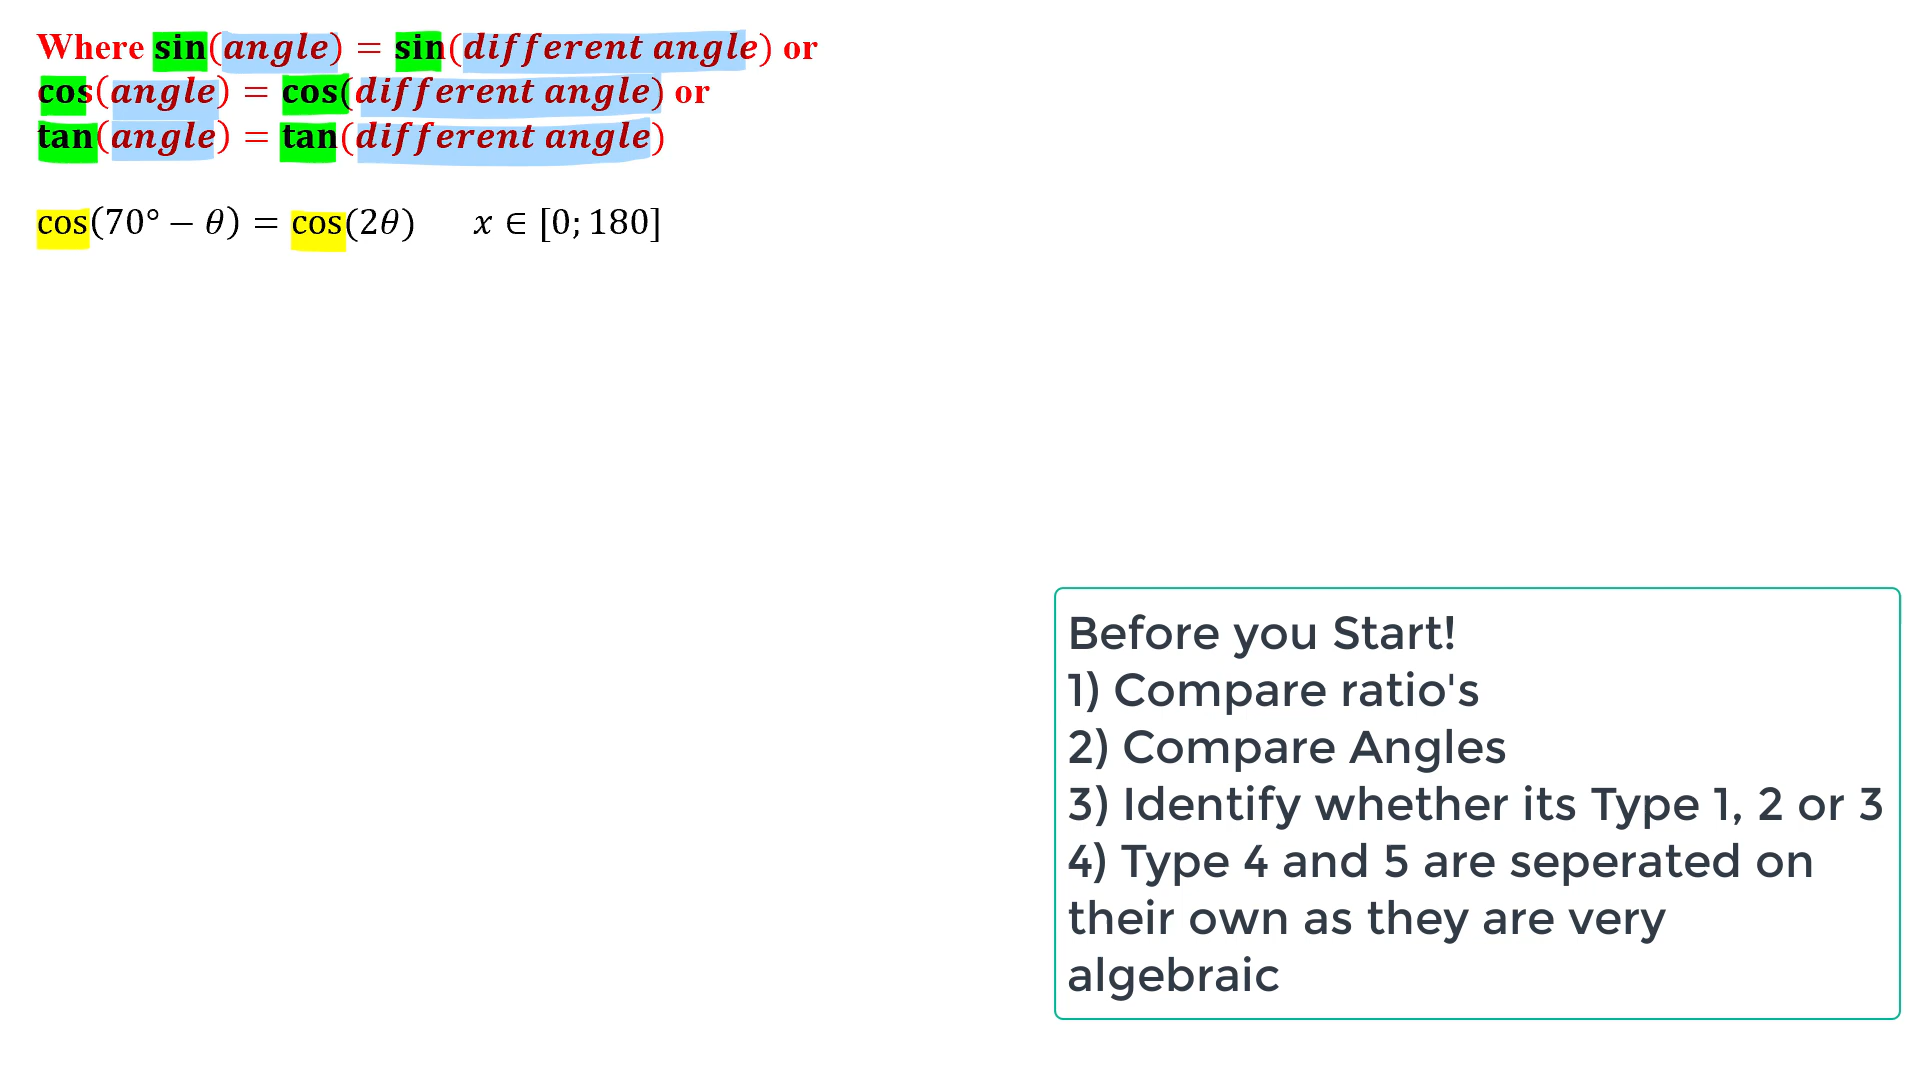 Where sin(angle) = sin(different angle) or
cos(angle) = cos(different angle) or
tan(angle) = tan(different angle)
cos(70° − θ) = cos(2θ) x ∈ [0; 180]
Before you Start!
1) Compare ratio's
2) Compare Angles
3) Identify whether its Type 1, 2 or 3
4) Type 4 and 5 are seperated on
their own as they are very
algebraic